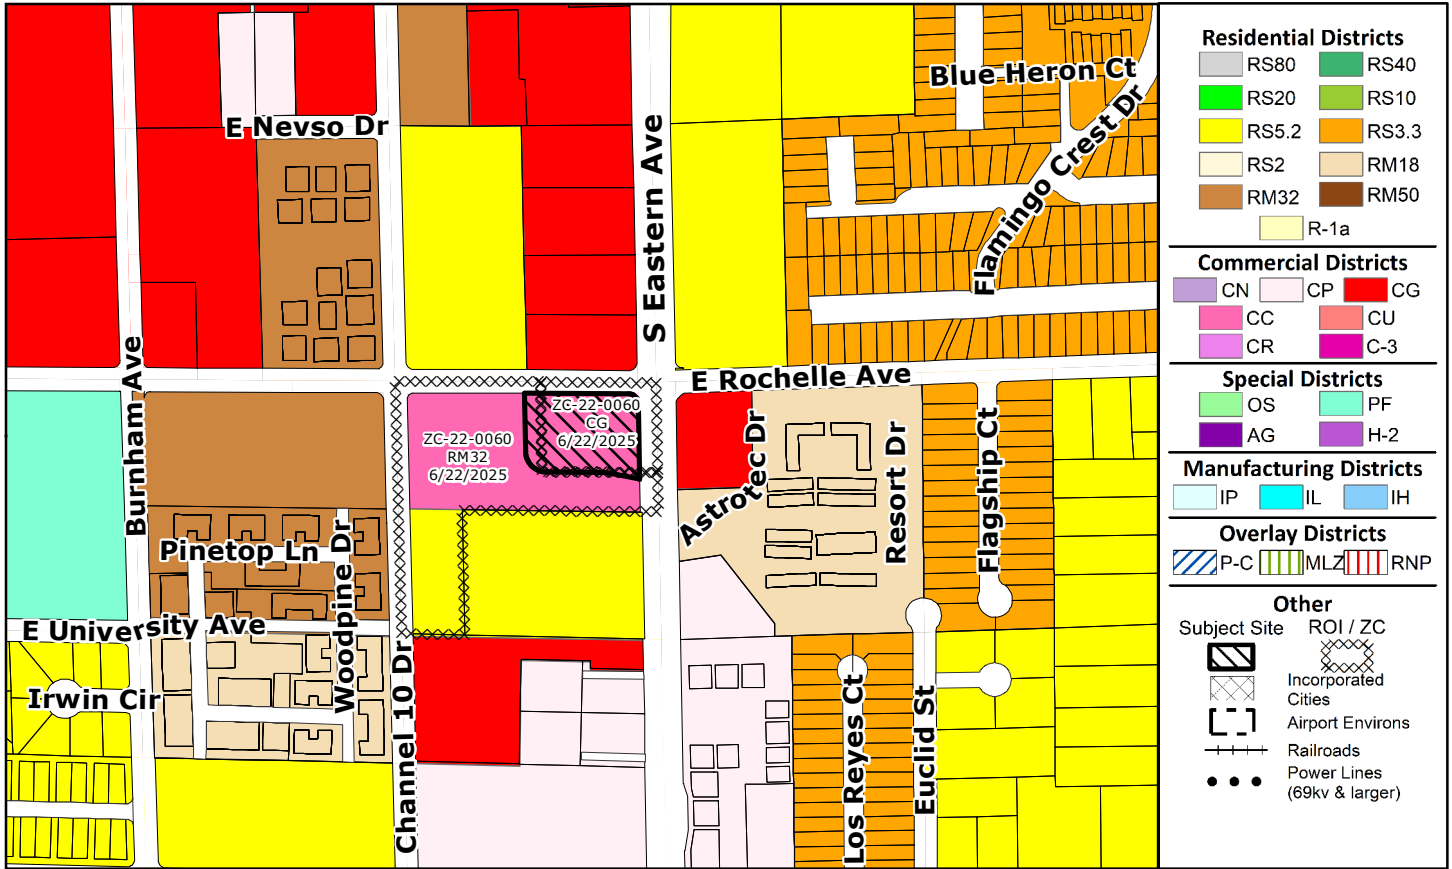 Blue Heron Ct
E Nevso Dr
Flamingo Crest Dr
S Eastern Ave
Burnham Ave
E Rochelle Ave
ZC-22-0060
CG
6/22/2025
ZC-22-0060
RM32
6/22/2025
Astrotec Dr
Resort Dr
Flagship Ct
Pinetop Ln
Woodpine Dr
E University Ave
Irwin Cir
Channel 10 Dr
Los Reyes Ct
Euclid St
Residential Districts
RS80 RS40
RS20 RS10
RS5.2 RS3.3
RS2 RM18
RM32 RM50
R-1a
Commercial Districts
CN CP CG
CC CU
CR C-3
Special Districts
OS PF
AG H-2
Manufacturing Districts
IP IL IH
Overlay Districts
P-C MLZ RNP
Other
Subject Site ROI / ZC
Incorporated
Cities
Airport Environs
Railroads
Power Lines
(69kv & larger)